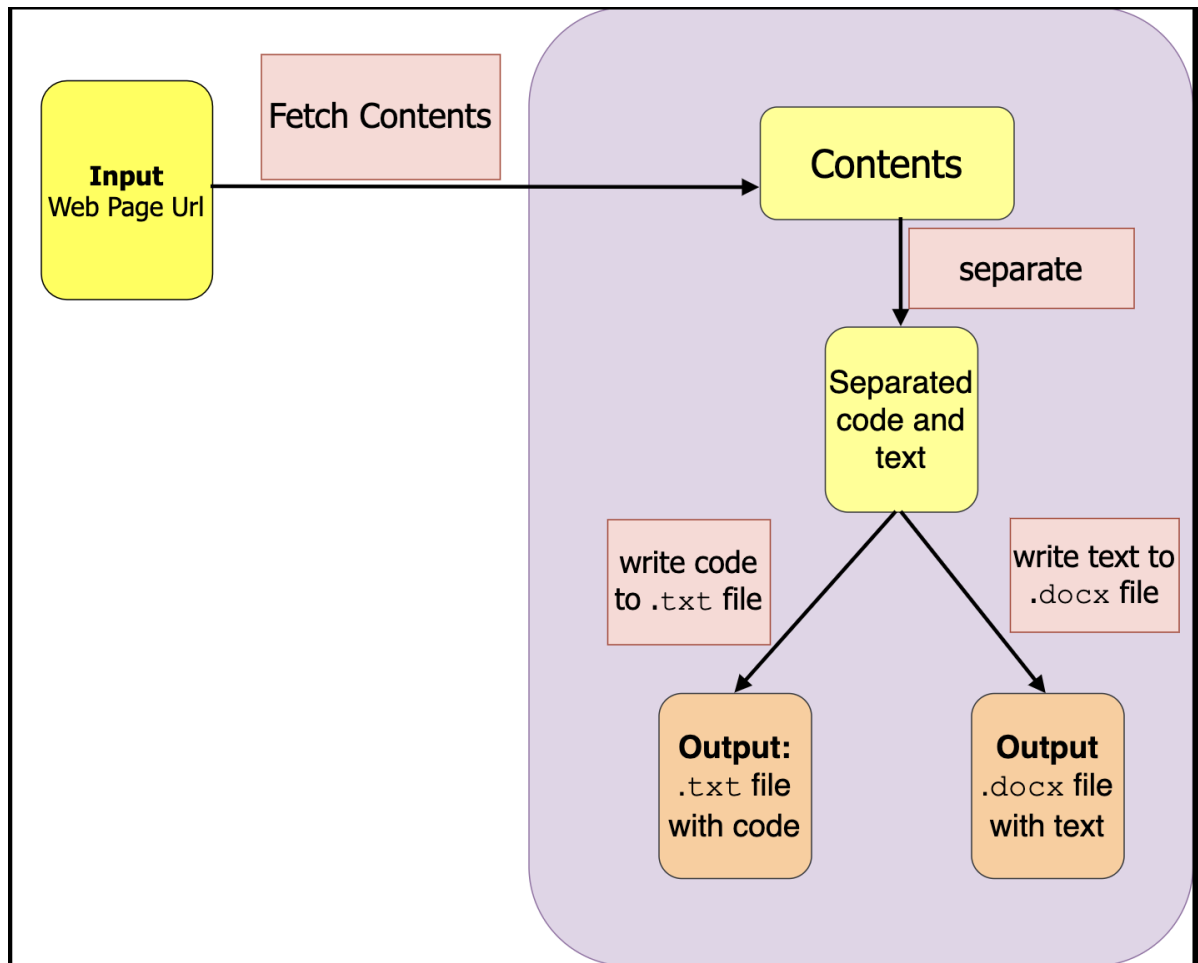 Fetch Contents
Input
Web Page Url
Contents
separate
Separated
code and
text
write code
to .txt file
write text to
.docx file
Output:
.txt file
with code
Output
.docx file
with text